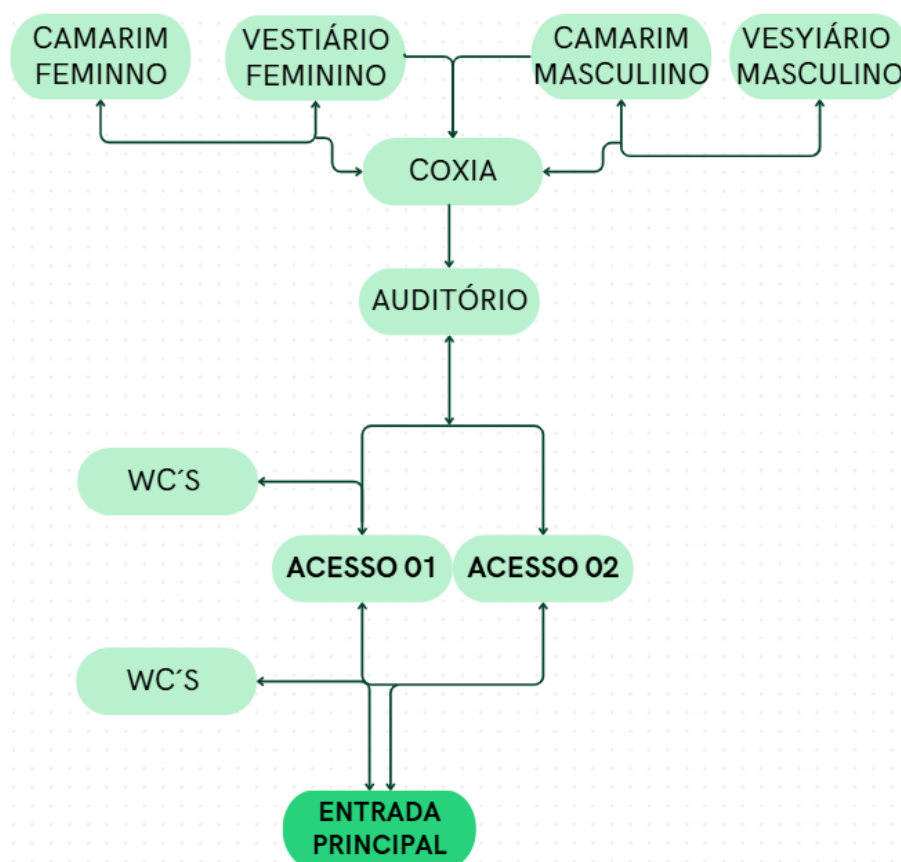 CAMARIM
FEMINNO
VESTIÁRIO
FEMININO
CAMARIM
MASCULIINO
VESYIÁRIO
MASCULINO
COXIA
AUDITÓRIO
WC´S
ACESSO 01
ACESSO 02
WC´S
ENTRADA
PRINCIPAL